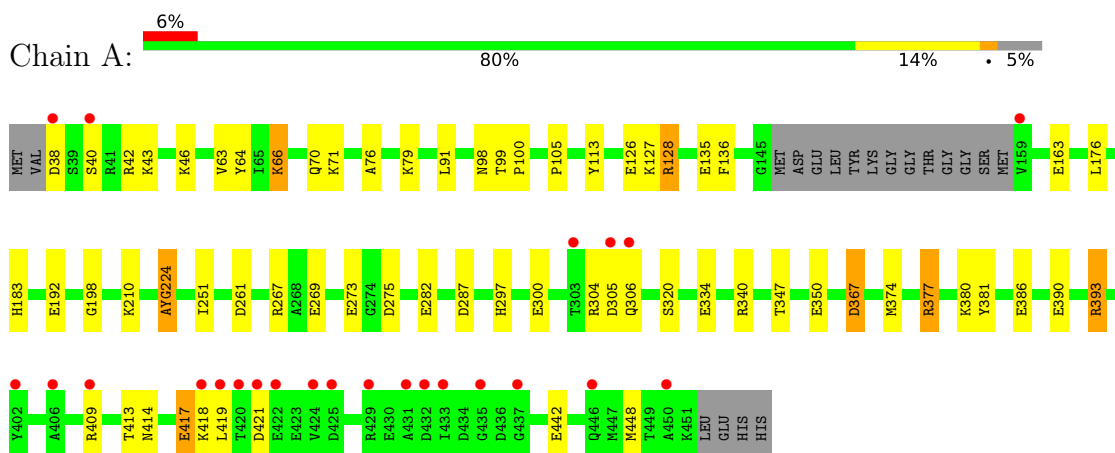 6%
Chain A:
80% 14% • 5%
MET VAL D38 S39 S40 R41 R42 K43 K46 V63 Y64 I65 K66 Q70 K71 A76 K79 L91 N98 T99 P100 P105 Y113 E126 K127 R128 E135 F136 G145 MET ASP GLU LEU TYR LYS GLY GLY THR GLY GLY SER MET V159 E163 L176
H183 E192 G198 K210 AYG224 I251 D261 R267 A268 E269 E273 G274 D275 E282 D287 H297 E300 T303 R304 D305 Q306 S320 E334 R340 T347 E350 D367 M374 R377 K380 Y381 E386 E390 R393
Y402 A406 R409 T413 N414 E417 K418 L419 T420 D421 E422 E423 V424 D425 R429 E430 A431 D432 I433 D434 G435 D436 G437 E442 Q446 M447 M448 T449 A450 K451 LEU GLU HIS HIS